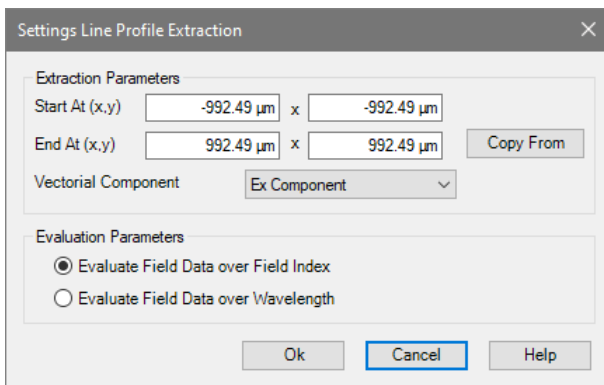 Settings Line Profile Extraction
Extraction Parameters
Start At (x,y) -992.49 µm x -992.49 µm
End At (x,y) 992.49 µm x 992.49 µm Copy From
Vectorial Component Ex Component
Evaluation Parameters
Evaluate Field Data over Field Index
Evaluate Field Data over Wavelength
Ok Cancel Help